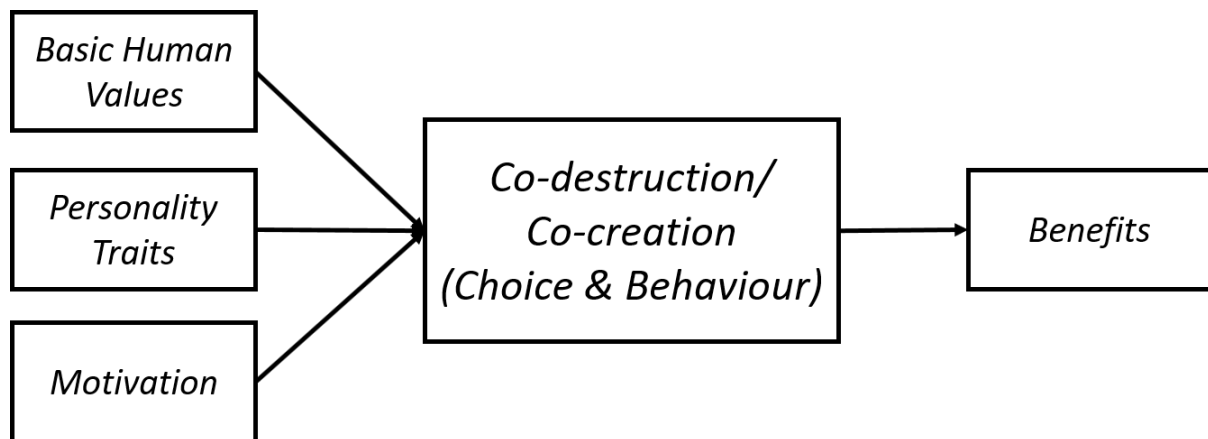 Basic Human
Values
Personality
Traits
Motivation
Co-destruction/
Co-creation
(Choice & Behaviour)
Benefits